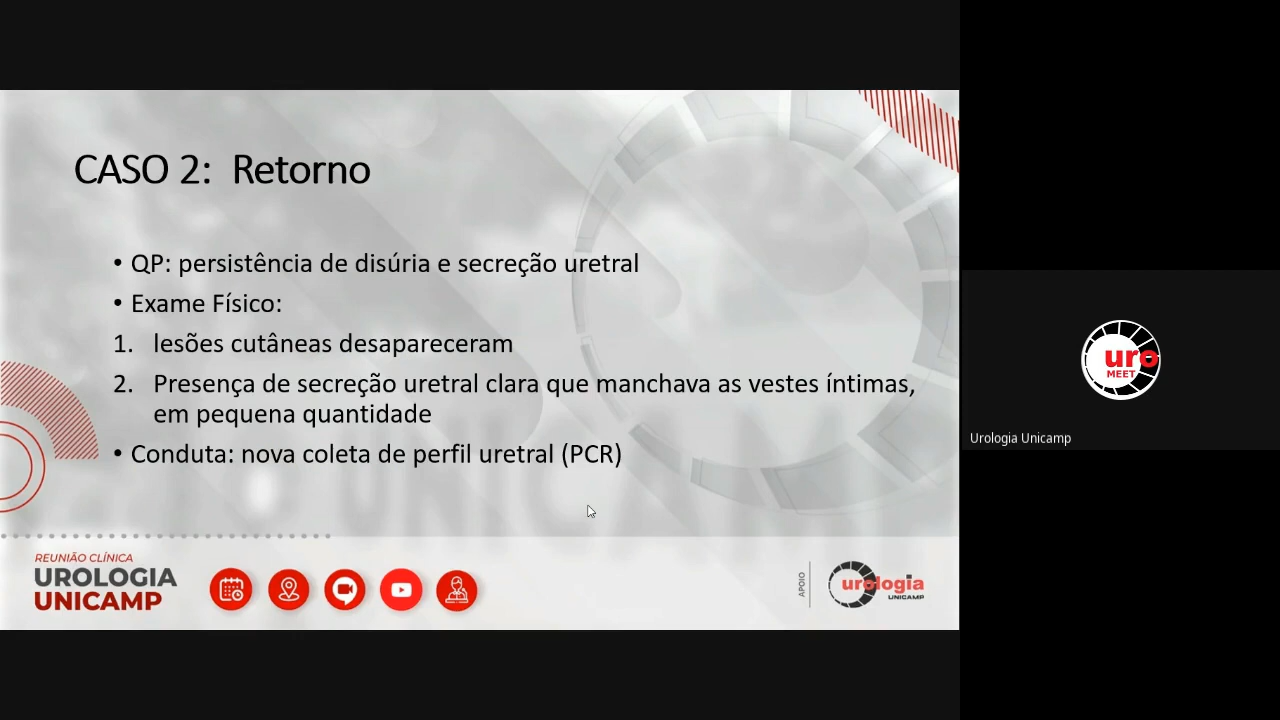 CASO 2: Retorno
• QP: persistência de disúria e secreção uretral
• Exame Físico:
1. lesões cutâneas desapareceram
2. Presença de secreção uretral clara que manchava as vestes íntimas,
em pequena quantidade
• Conduta: nova coleta de perfil uretral (PCR)
REUNIÃO CLÍNICA
UROLOGIA
UNICAMP
APOIO
urologia
UNICAMP
uro
MEET
Urologia Unicamp